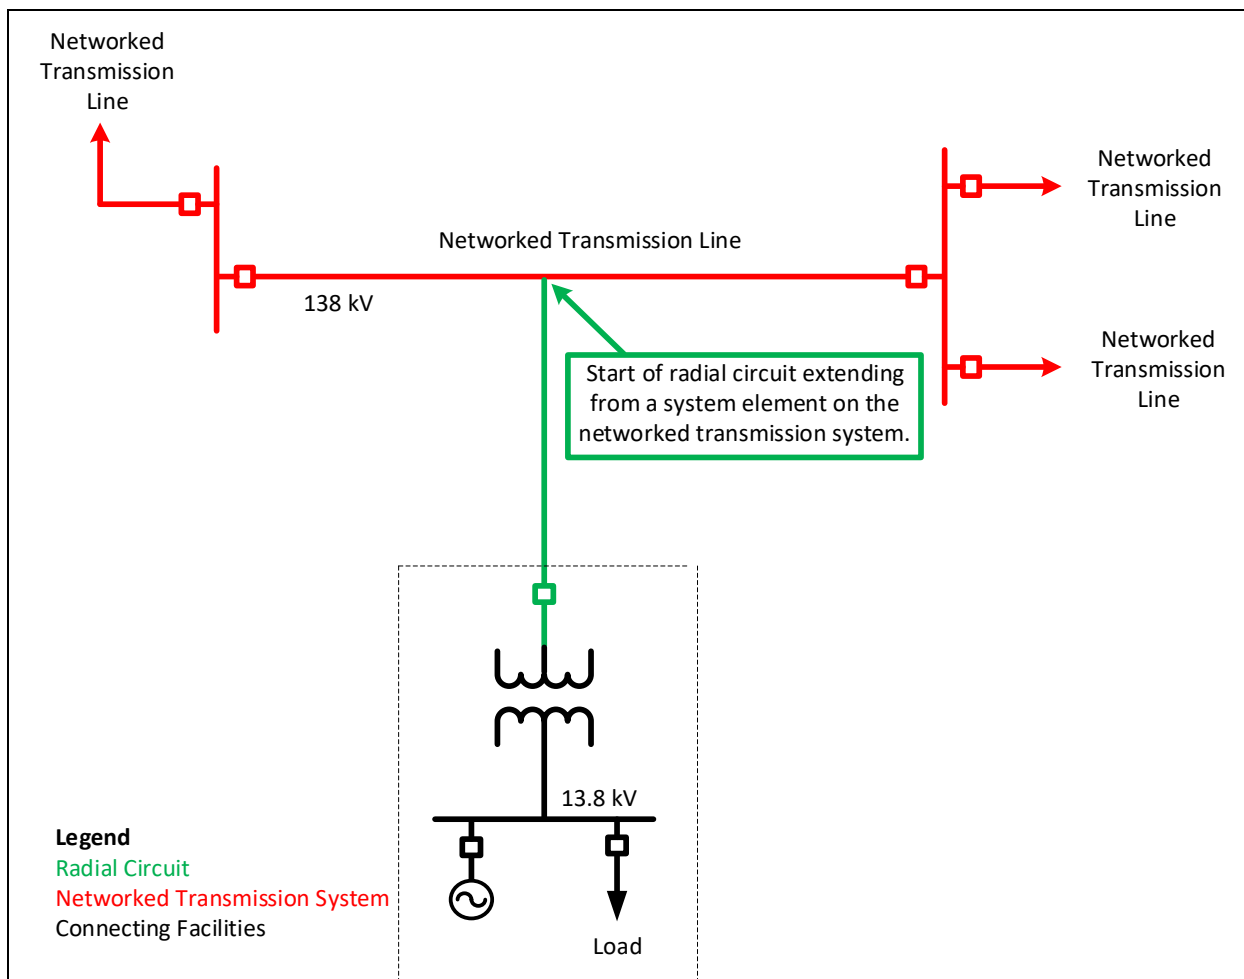 Networked
Transmission
Line
Networked
Transmission
Line
Networked Transmission Line
138 kV
Networked
Transmission
Line
Start of radial circuit extending
from a system element on the
networked transmission system.
13.8 kV
Legend
Radial Circuit
Networked Transmission System
Connecting Facilities
Load